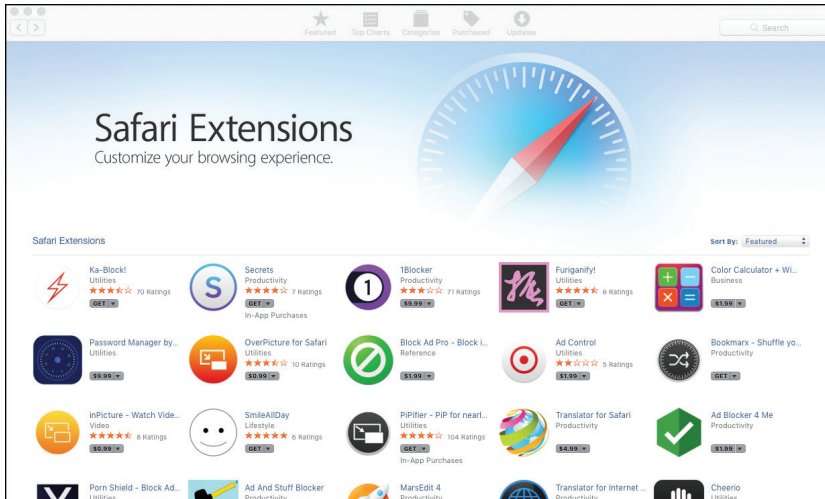 Featured
Top Charts
Categories
Purchased
Updates
Search
Safari Extensions
Customize your browsing experience.
Safari Extensions
Sort By: Featured
Ka-Block!
Utilities
70 Ratings
GET
Secrets
Productivity
7 Ratings
GET
In-App Purchases
1Blocker
Productivity
71 Ratings
$9.99
Furiganify!
Utilities
6 Ratings
GET
Color Calculator + Wi...
Business
$1.99
Password Manager by...
Utilities
$9.99
OverPicture for Safari
Utilities
10 Ratings
$0.99
Block Ad Pro - Block i...
Reference
$1.99
Ad Control
Utilities
5 Ratings
$1.99
Bookmarx - Shuffle yo...
Productivity
GET
inPicture - Watch Vide...
Video
8 Ratings
$0.99
SmileAllDay
Lifestyle
6 Ratings
GET
PiPifier - PiP for nearl...
Utilities
104 Ratings
GET
In-App Purchases
Translator for Safari
Productivity
$4.99
Ad Blocker 4 Me
Productivity
$1.99
Porn Shield - Block Ad...
Utilities
Ad And Stuff Blocker
Productivity
MarsEdit 4
Productivity
Translator for Internet ...
Productivity
Cheerio
Utilities